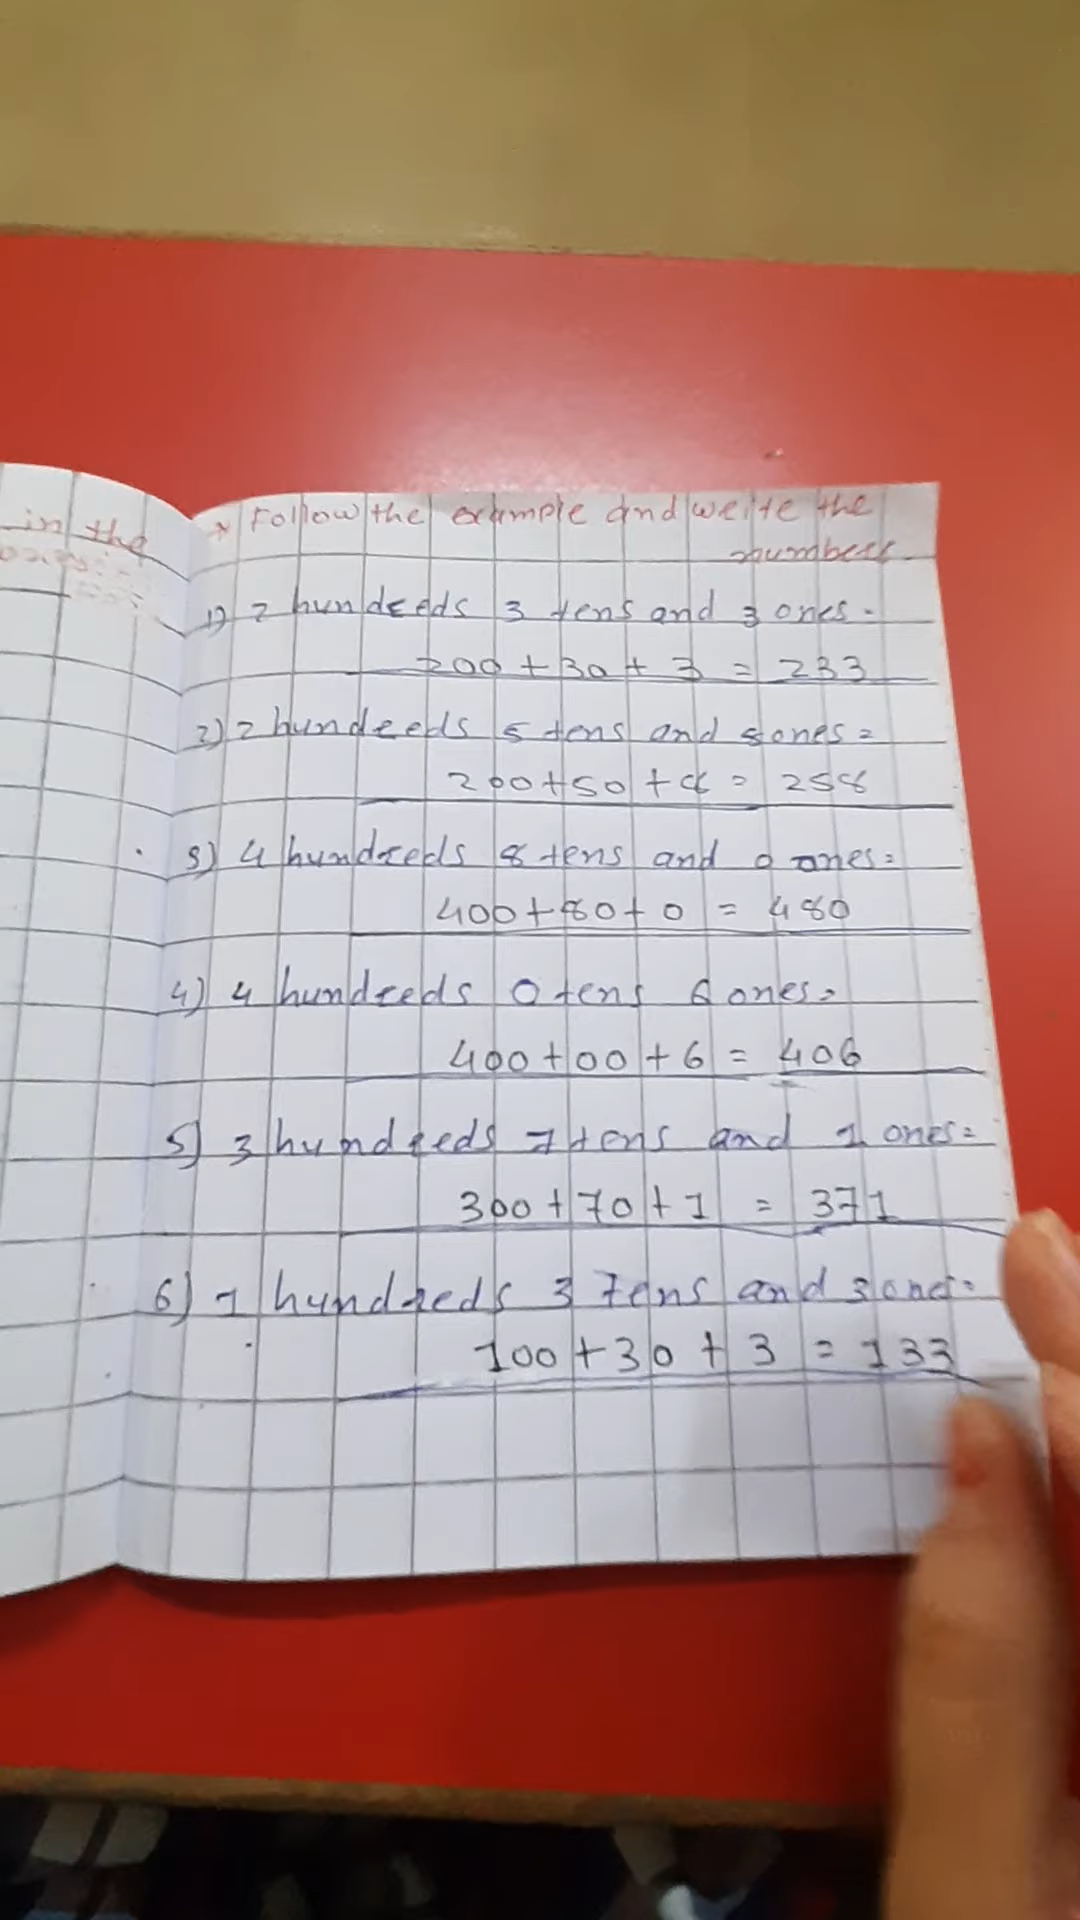 in the
* Follow the example and write the
numbers
1) 2 hundreds 3 tens and 3 ones =
200 + 30 + 3 = 233
2) 2 hundreds 5 tens and 8 ones =
200 + 50 + 8 = 258
3) 4 hundreds 8 tens and 0 ones =
400 + 80 + 0 = 480
4) 4 hundreds 0 tens 6 ones =
400 + 00 + 6 = 406
5) 3 hundreds 7 tens and 1 ones =
300 + 70 + 1 = 371
6) 1 hundreds 3 tens and 3 ones =
100 + 30 + 3 = 133